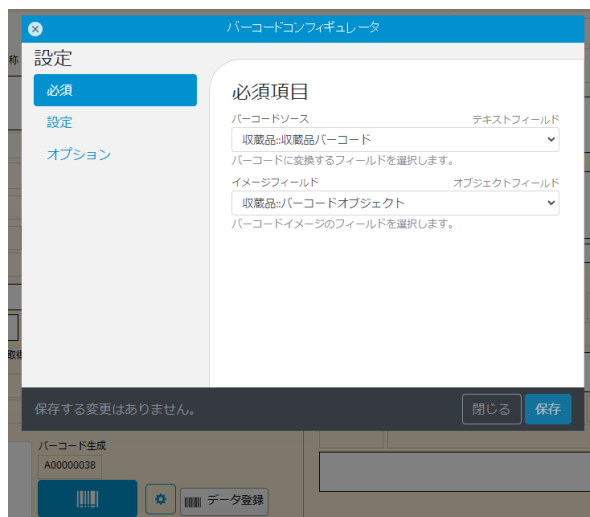 バーコードコンフィギュレータ
称
設定
必須
設定
オプション
必須項目
バーコードソース テキストフィールド
収蔵品::収蔵品バーコード
バーコードに変換するフィールドを選択します。
イメージフィールド オブジェクトフィールド
収蔵品::バーコードオブジェクト
バーコードイメージのフィールドを選択します。
保存する変更はありません。
閉じる 保存
バーコード生成
A00000038
データ登録